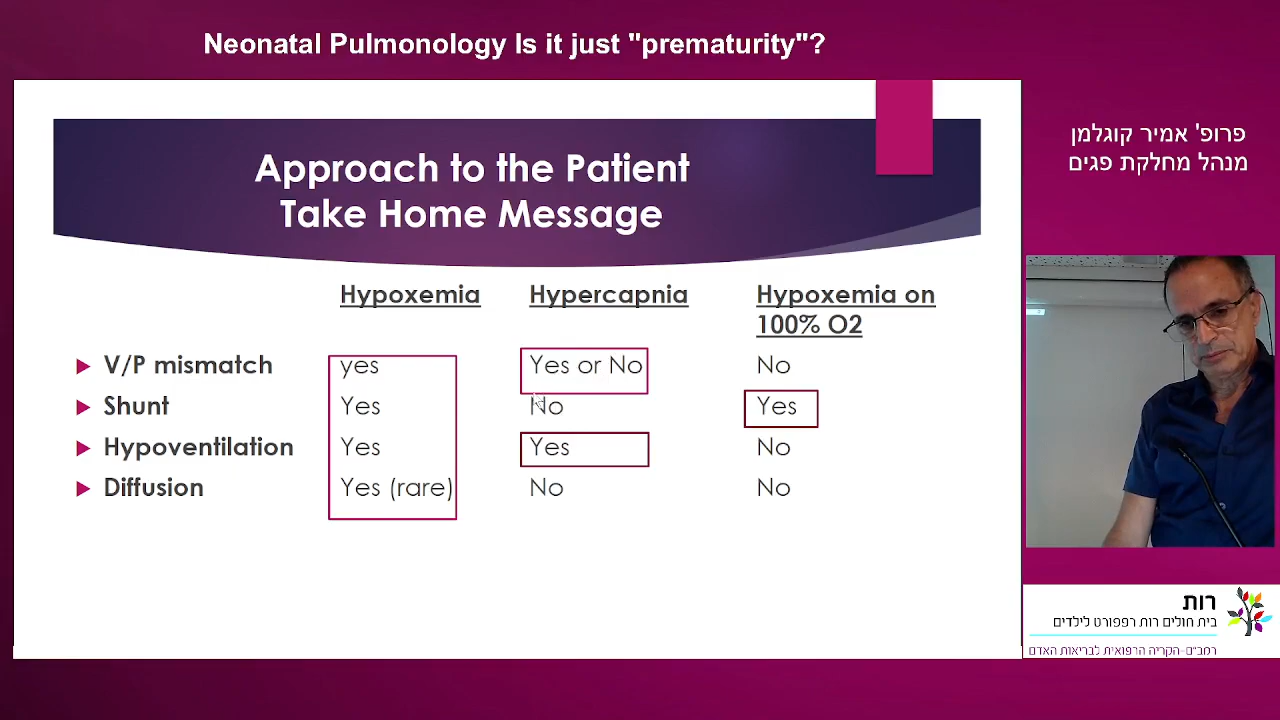 Neonatal Pulmonology Is it just "prematurity"?
Approach to the Patient
Take Home Message
Hypoxemia Hypercapnia Hypoxemia on
100% O2
V/P mismatch yes Yes or No No
Shunt Yes No Yes
Hypoventilation Yes Yes No
Diffusion Yes (rare) No No
פרופ' אמיר קוגלמן
מנהל מחלקת פגים
רות
בית חולים רות רפפורט לילדים
רמב"ם-הקריה הרפואית לבריאות האדם